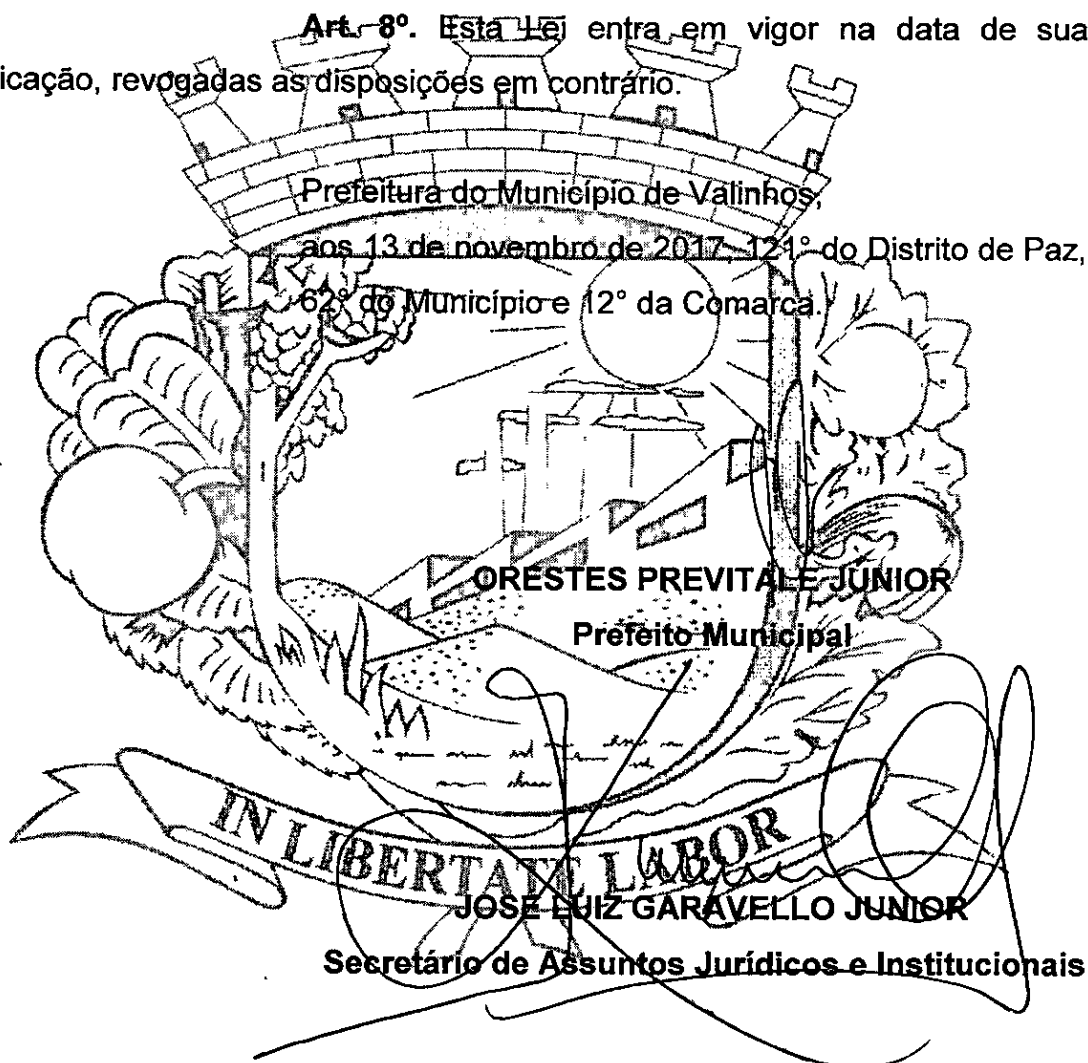 Art. 8º. Esta Lei entra em vigor na data de sua
icação, revogadas as disposições em contrário.
Prefeitura do Município de Valinhos,
aos 13 de novembro de 2017, 121° do Distrito de Paz,
62° do Município e 12° da Comarca.
ORESTES PREVITALE JUNIOR
Prefeito Municipal
IN LIBERTATE LABOR
JOSÉ LUIZ GARAVELLO JUNIOR
Secretário de Assuntos Jurídicos e Institucionais